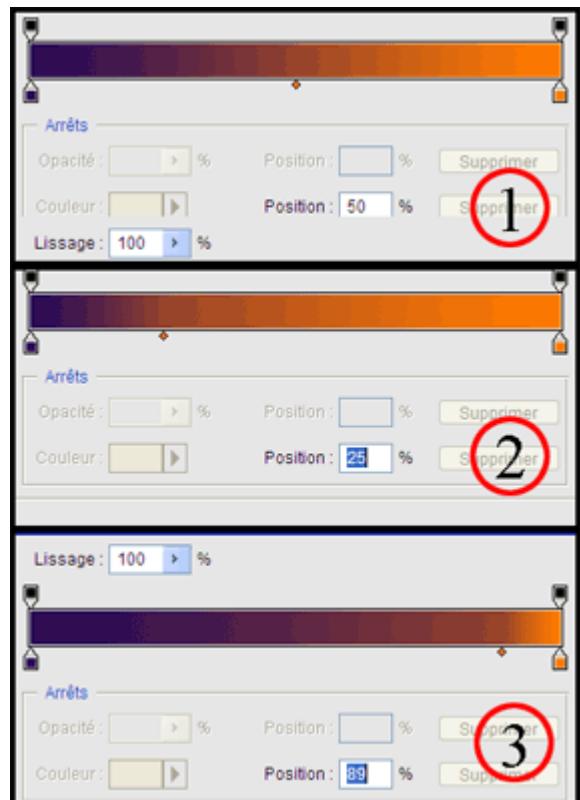 Arrêts
Opacité : % Position : % Supprimer
Couleur : Position : 50 % Supprimer
1
Lissage : 100 %
Arrêts
Opacité : % Position : % Supprimer
Couleur : Position : 25 % Supprimer
2
Lissage : 100 %
Arrêts
Opacité : % Position : % Supprimer
Couleur : Position : 89 % Supprimer
3